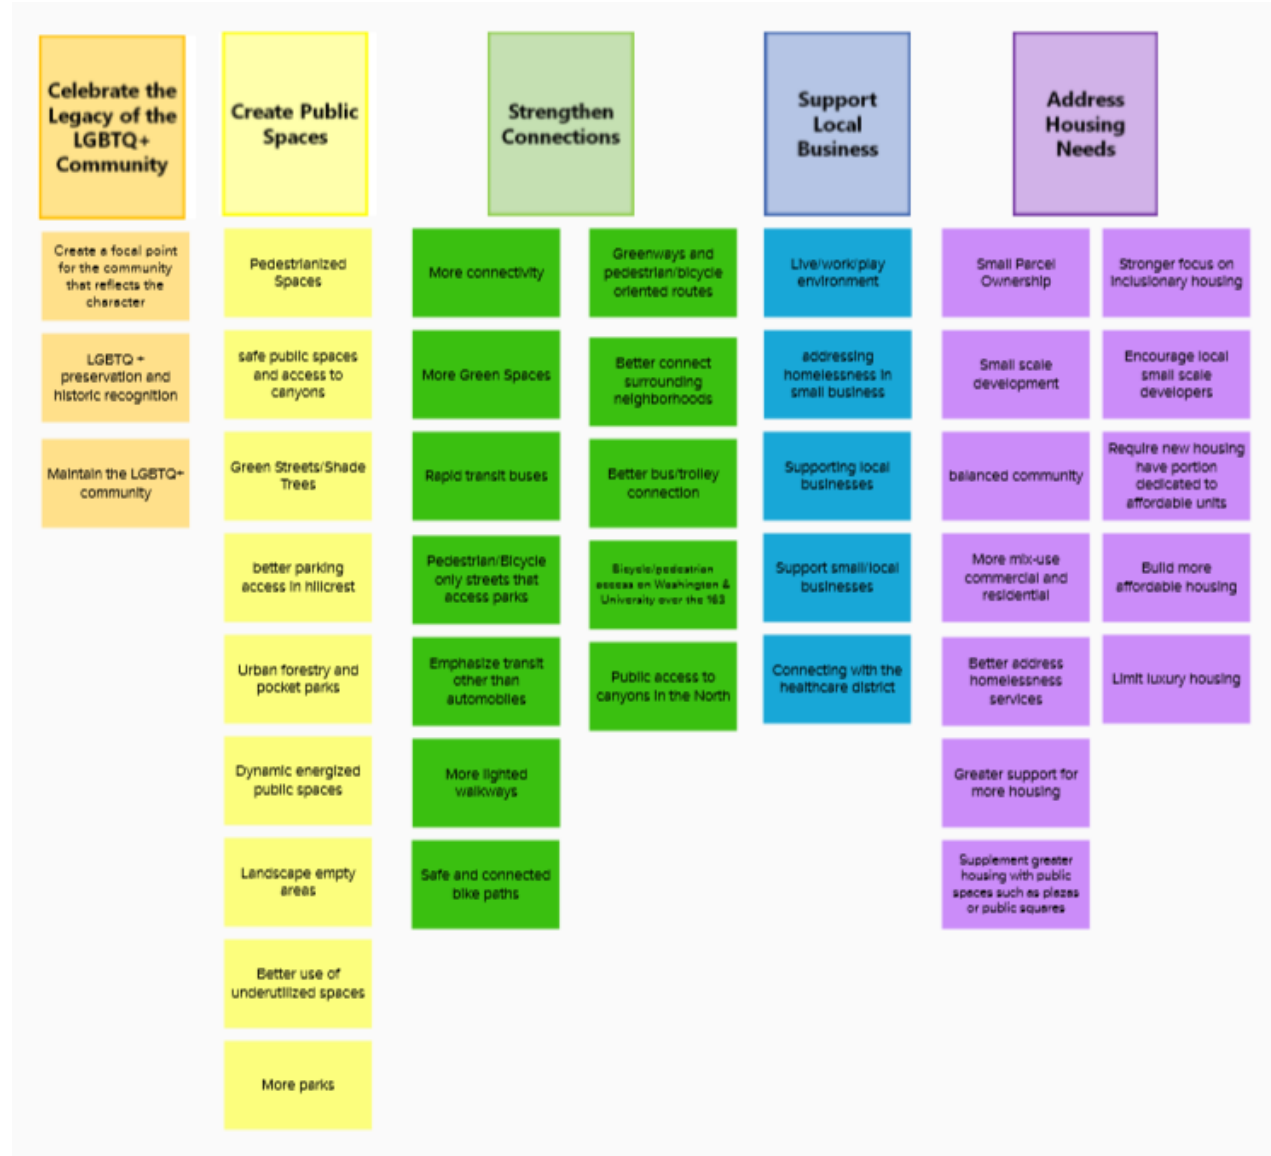 Celebrate the
Legacy of the
LGBTQ+
Community
Create a focal point
for the community
that reflects the
character
LGBTQ +
preservation and
historic recognition
Maintain the LGBTQ+
community
Create Public
Spaces
Pedestrianized
Spaces
safe public spaces
and access to
canyons
Green Streets/Shade
Trees
better parking
access in hillcrest
Urban forestry and
pocket parks
Dynamic energized
public spaces
Landscape empty
areas
Better use of
underutilized spaces
More parks
Strengthen
Connections
More connectivity
More Green Spaces
Rapid transit buses
Pedestrian/Bicycle
only streets that
access parks
Emphasize transit
other than
automobiles
More lighted
walkways
Safe and connected
bike paths
Greenways and
pedestrian/bicycle
oriented routes
Better connect
surrounding
neighborhoods
Better bus/trolley
connection
Bicycle/pedestrian
access on Washington &
University over the 163
Public access to
canyons in the North
Support
Local
Business
Live/work/play
environment
addressing
homelessness in
small business
Supporting local
businesses
Support small/local
businesses
Connecting with the
healthcare district
Address
Housing
Needs
Small Parcel
Ownership
Small scale
development
balanced community
More mix-use
commercial and
residential
Better address
homelessness
services
Greater support for
more housing
Supplement greater
housing with public
spaces such as plazas
or public squares
Stronger focus on
inclusionary housing
Encourage local
small scale
developers
Require new housing
have portion
dedicated to
affordable units
Build more
affordable housing
Limit luxury housing